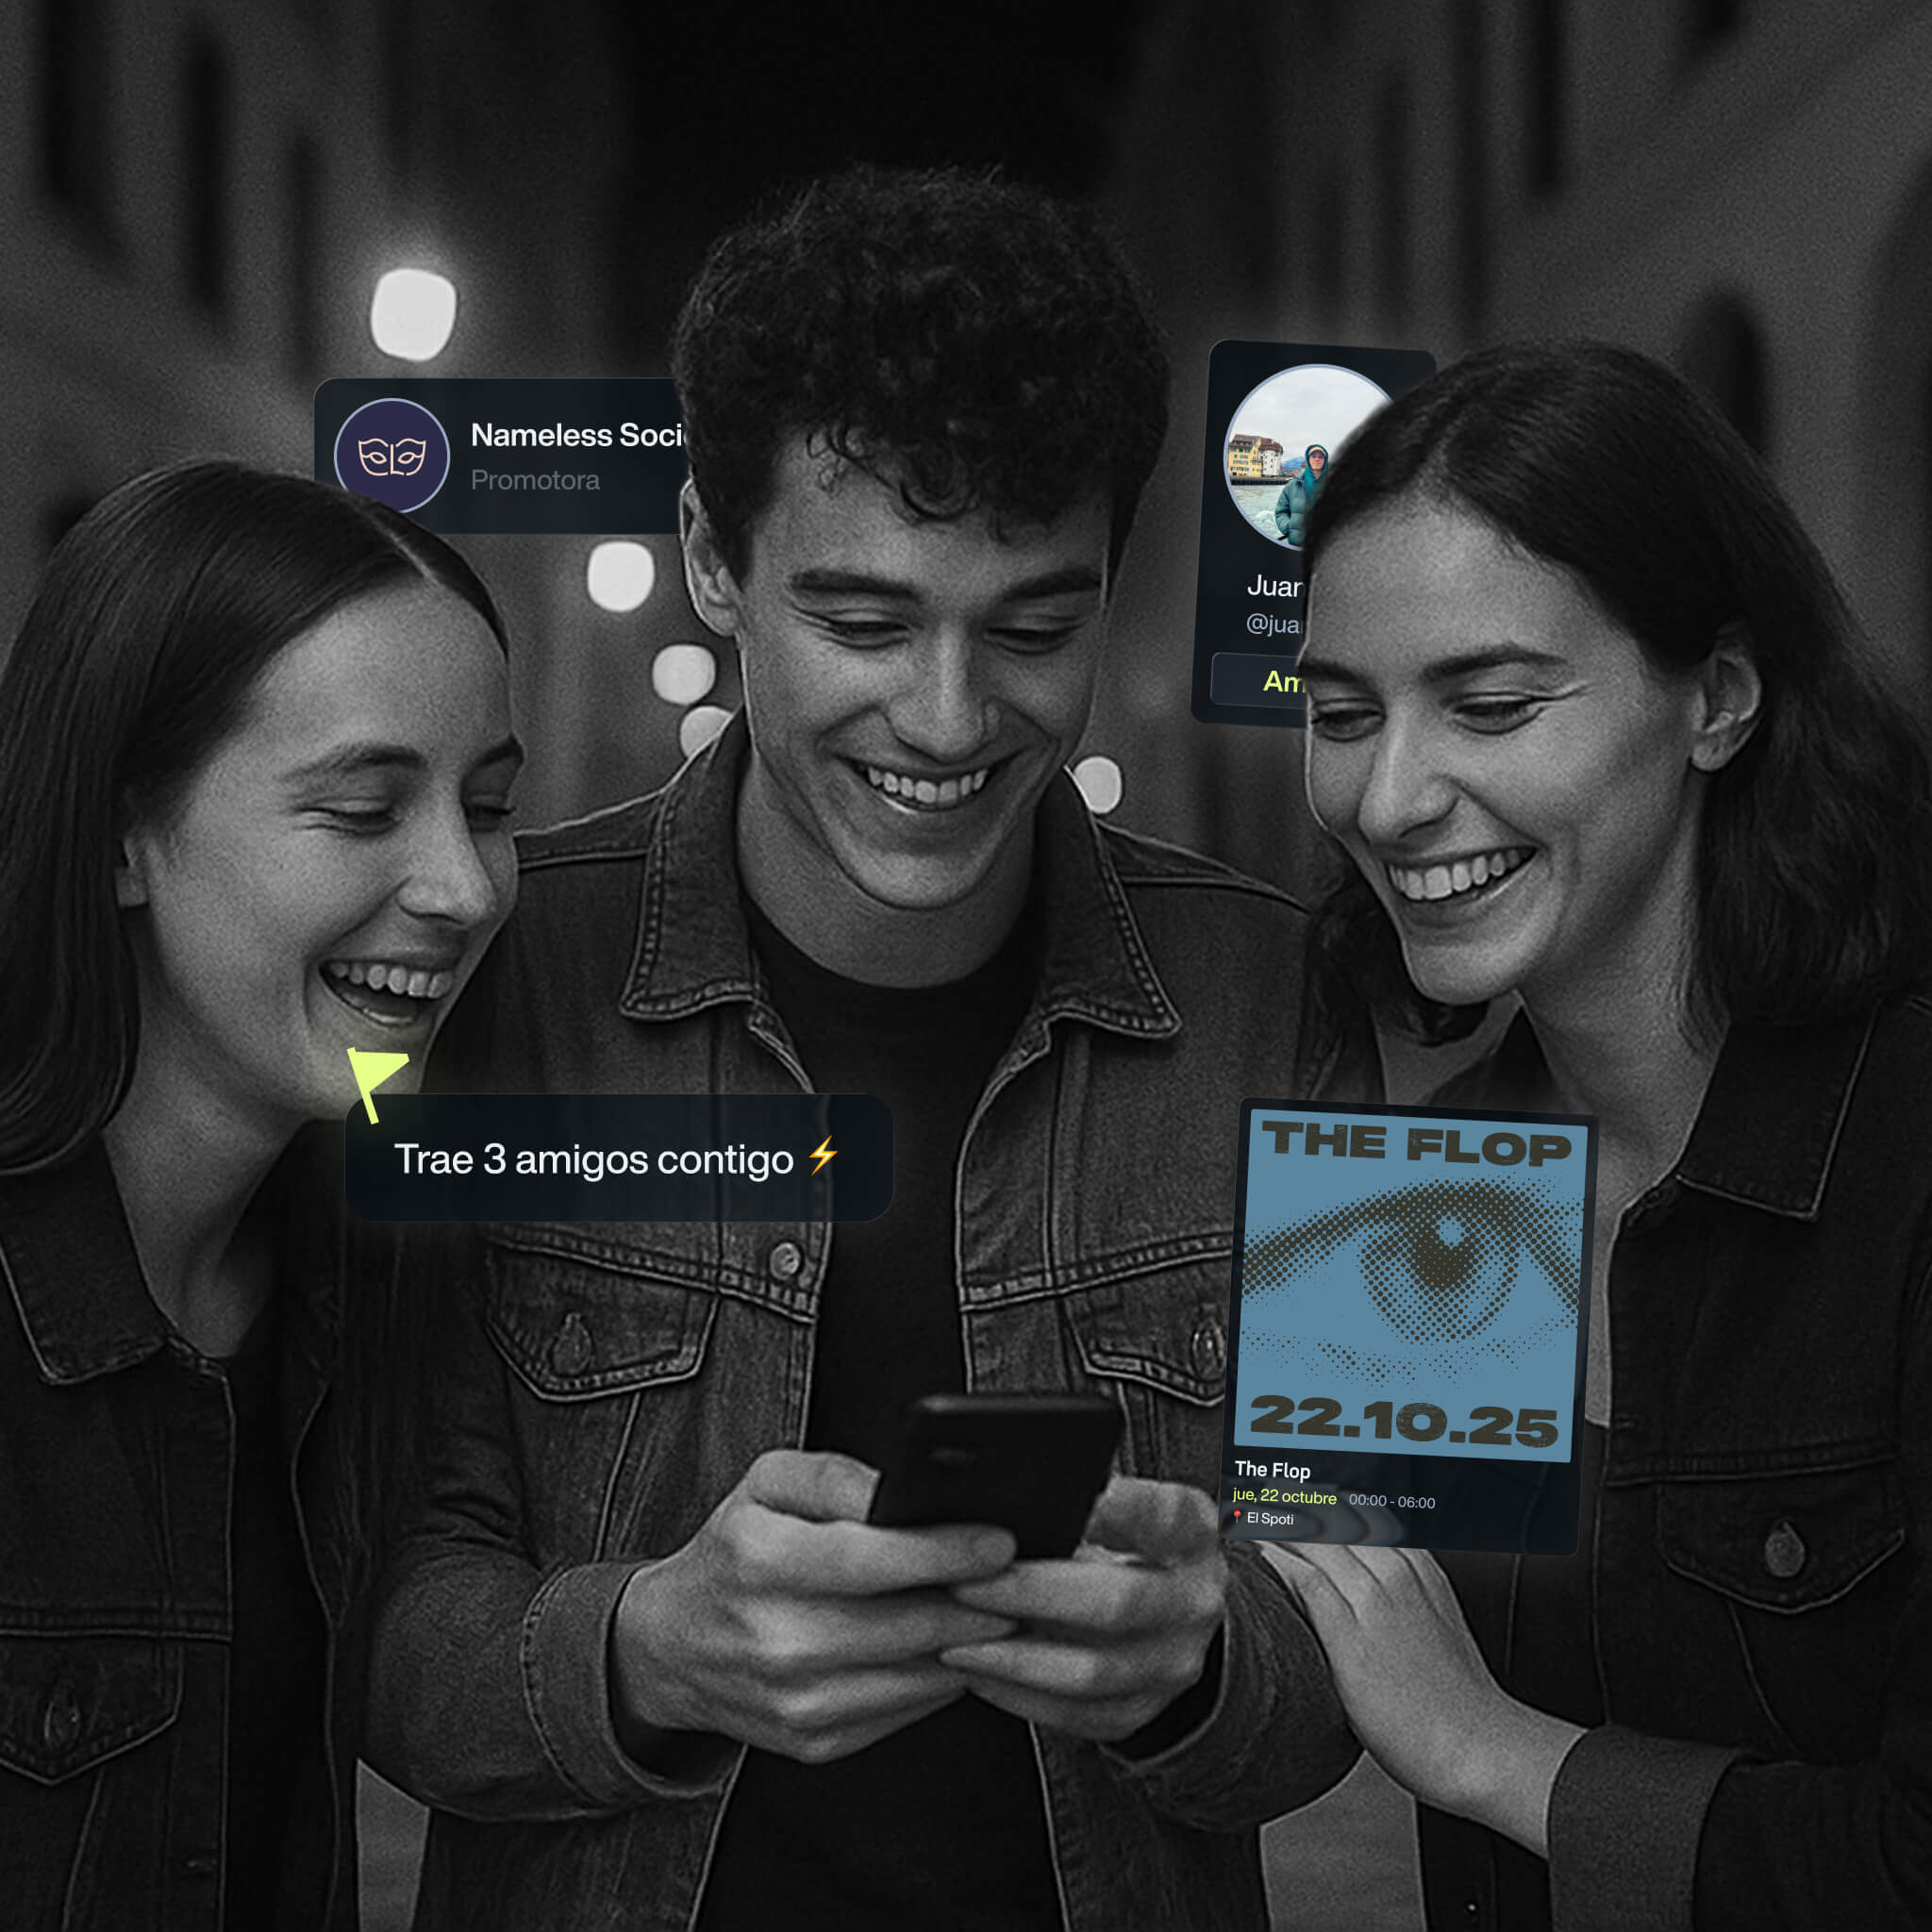 Nameless Soci
Promotora
Juan
@jua
Am
Trae 3 amigos contigo ⚡
THE FLOP
22.10.25
The Flop
jue, 22 octubre 00:00 - 06:00
📍 El Spoti